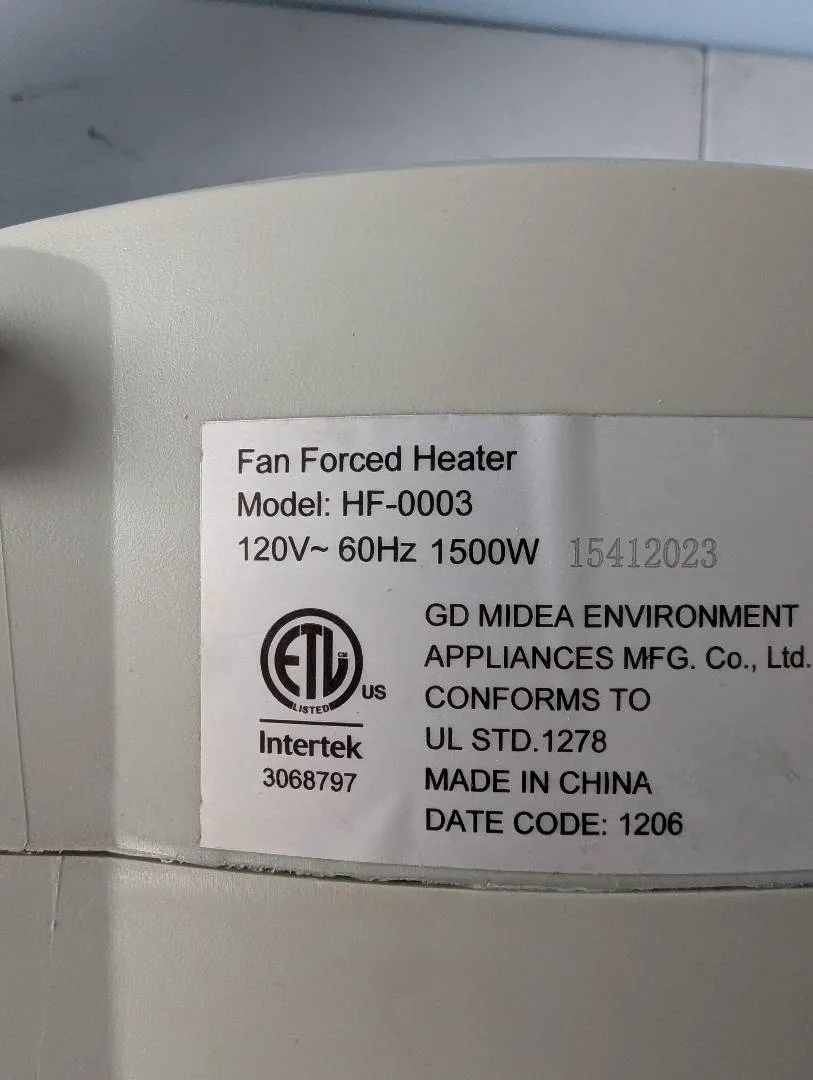 Fan Forced Heater
Model: HF-0003
120V~ 60Hz 1500W 15412023
ETL CM
LISTED
US
Intertek
3068797
GD MIDEA ENVIRONMENT
APPLIANCES MFG. Co., Ltd.
CONFORMS TO
UL STD.1278
MADE IN CHINA
DATE CODE: 1206